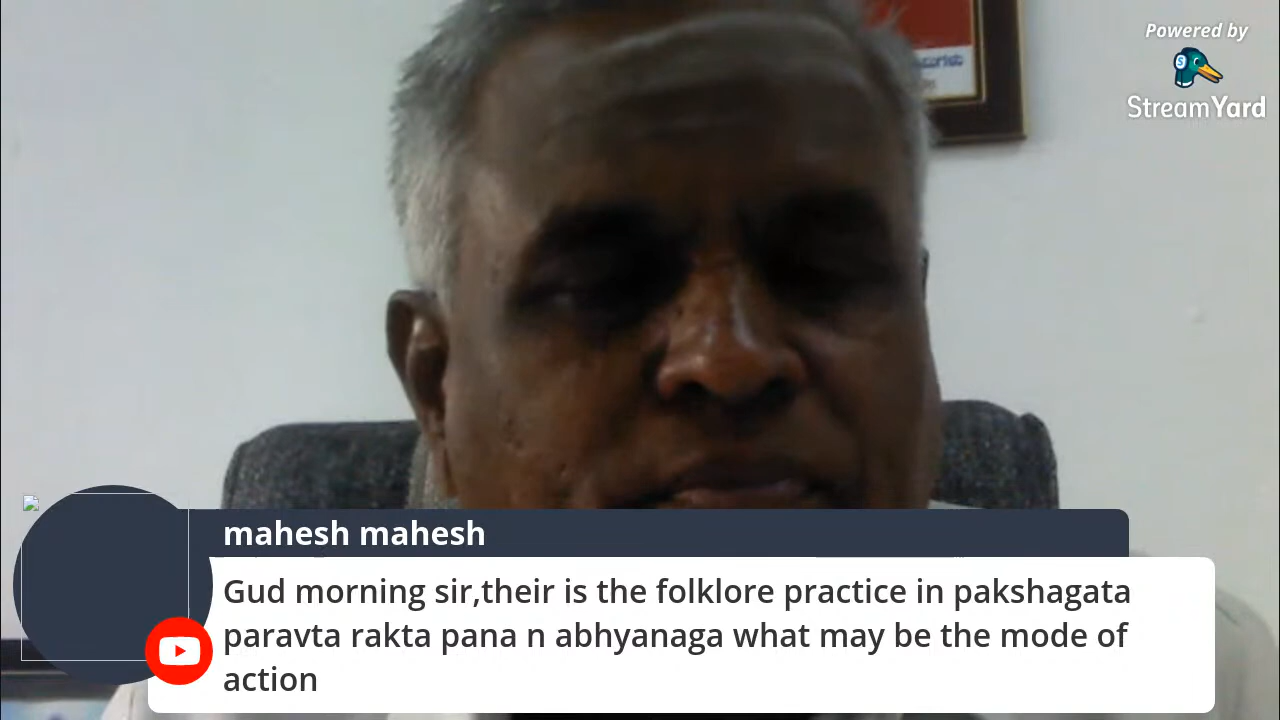 Powered by
StreamYard
mahesh mahesh
Gud morning sir,their is the folklore practice in pakshagata
paravta rakta pana n abhyanaga what may be the mode of
action